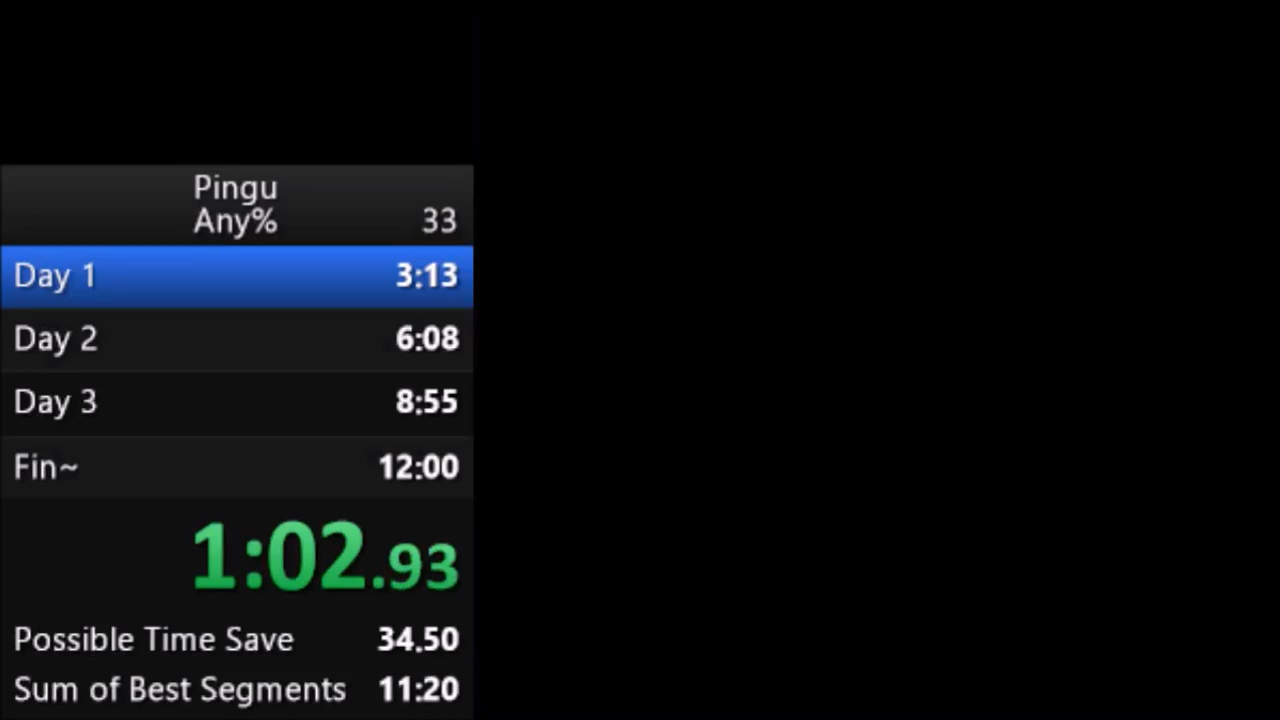 Pingu
Any% 33
Day 1 3:13
Day 2 6:08
Day 3 8:55
Fin~ 12:00
1:02.93
Possible Time Save 34.50
Sum of Best Segments 11:20